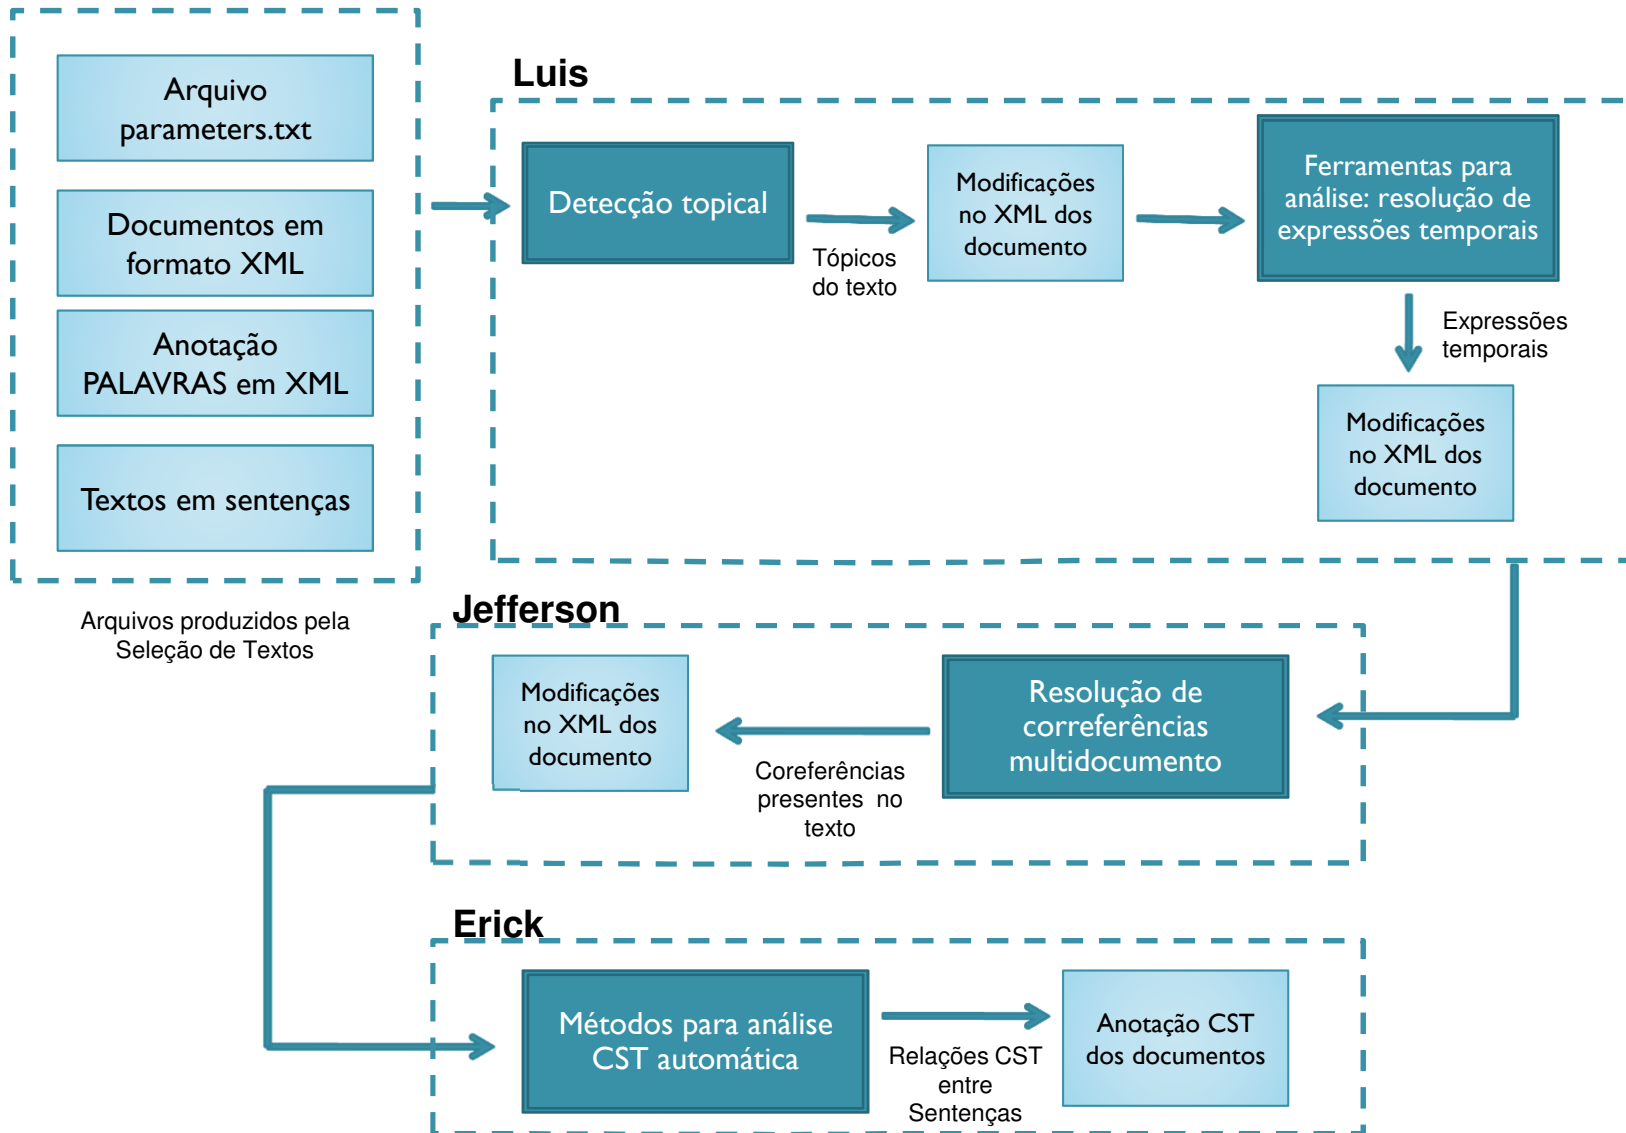 Arquivo
parameters.txt
Documentos em
formato XML
Anotação
PALAVRAS em XML
Textos em sentenças
Arquivos produzidos pela
Seleção de Textos
Luis
Detecção topical
Tópicos
do texto
Modificações
no XML dos
documento
Ferramentas para
análise: resolução de
expressões temporais
Expressões
temporais
Modificações
no XML dos
documento
Jefferson
Resolução de
correferências
multidocumento
Coreferências
presentes no
texto
Modificações
no XML dos
documento
Erick
Métodos para análise
CST automática
Relações CST
entre
Sentenças
Anotação CST
dos documentos